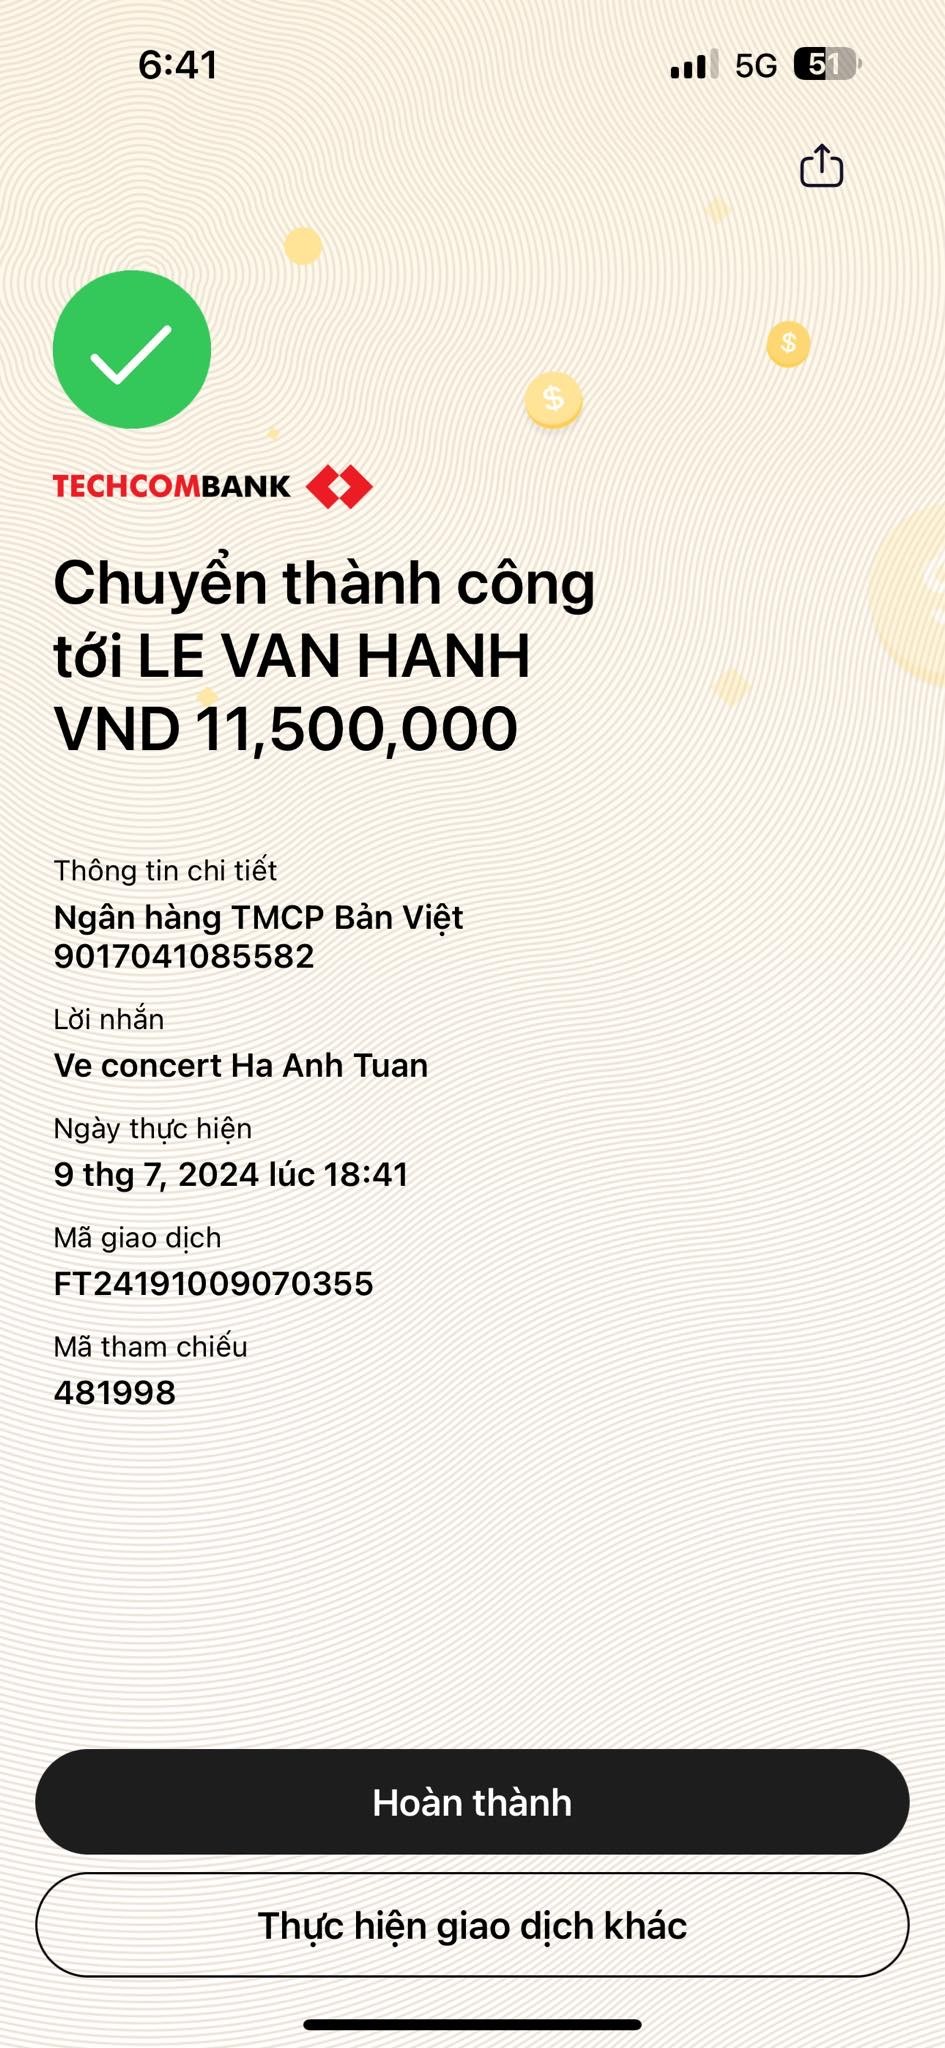 6:41
5G
51
TECHCOMBANK
Chuyển thành công
tới LE VAN HANH
VND 11,500,000
Thông tin chi tiết
Ngân hàng TMCP Bản Việt
9017041085582
Lời nhắn
Ve concert Ha Anh Tuan
Ngày thực hiện
9 thg 7, 2024 lúc 18:41
Mã giao dịch
FT24191009070355
Mã tham chiếu
481998
Hoàn thành
Thực hiện giao dịch khác